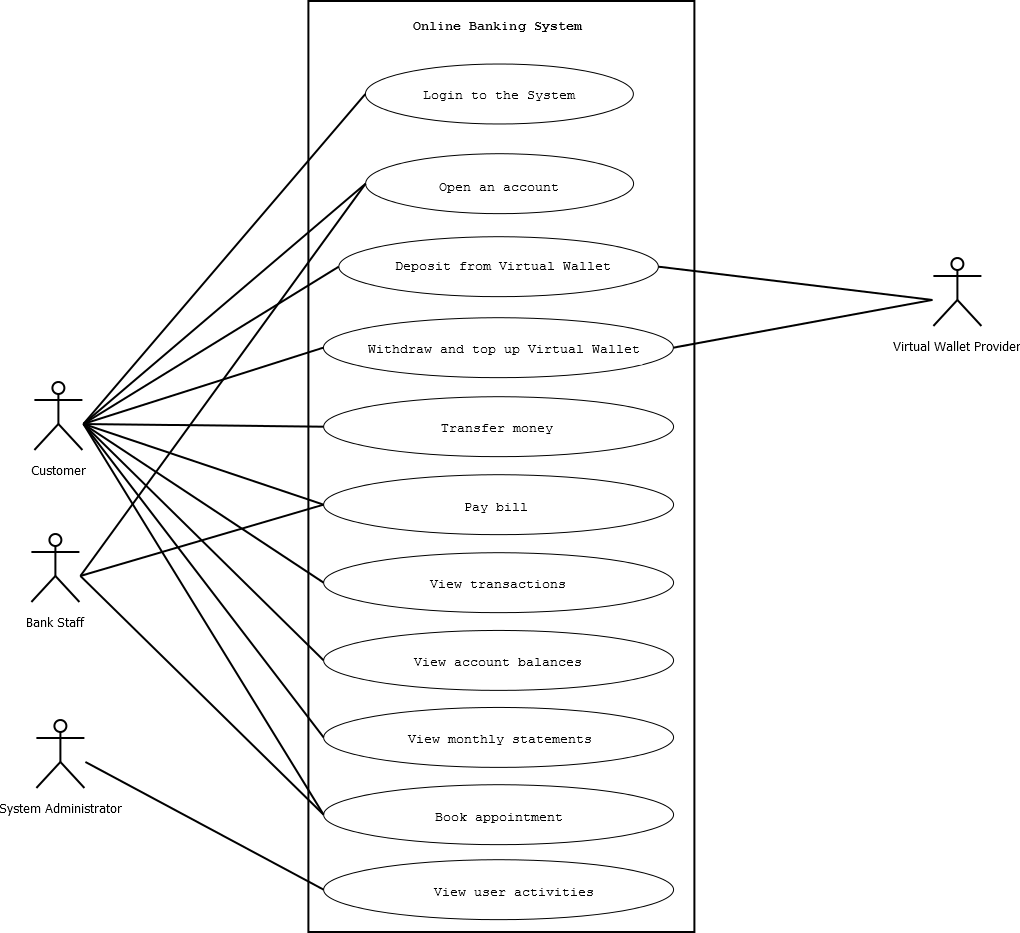 Online Banking System
Login to the System
Open an account
Deposit from Virtual Wallet
Withdraw and top up Virtual Wallet
Virtual Wallet Provider
Transfer money
Customer
Pay bill
View transactions
Bank Staff
View account balances
View monthly statements
System Administrator
Book appointment
View user activities